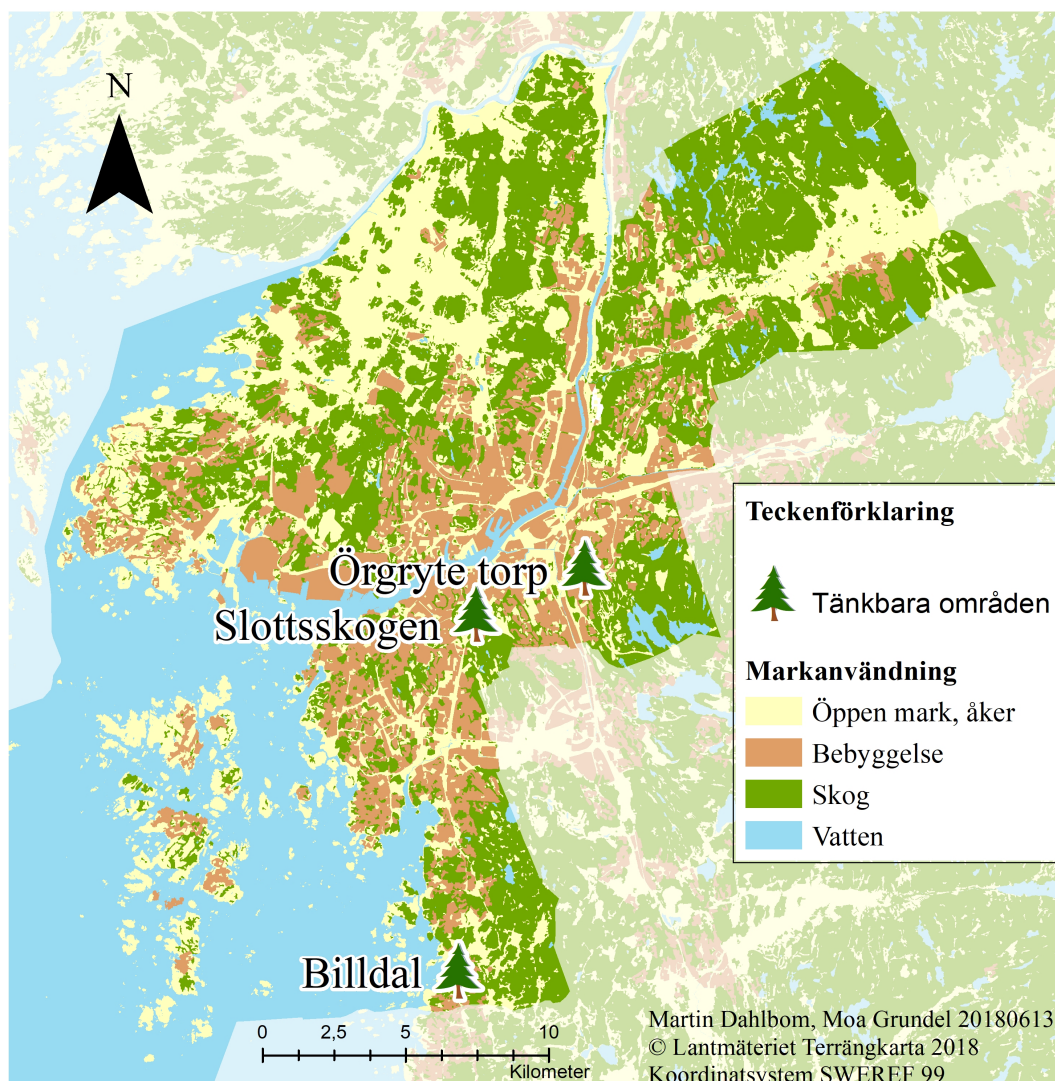 N
Örgryte torp
Slottsskogen
Billdal
Teckenförklaring
Tänkbara områden
Markanvändning
Öppen mark, åker
Bebyggelse
Skog
Vatten
0 2,5 5 10
Kilometer
Martin Dahlbom, Moa Grundel 20180613
© Lantmäteriet Terrängkarta 2018
Koordinatsystem SWEREF 99